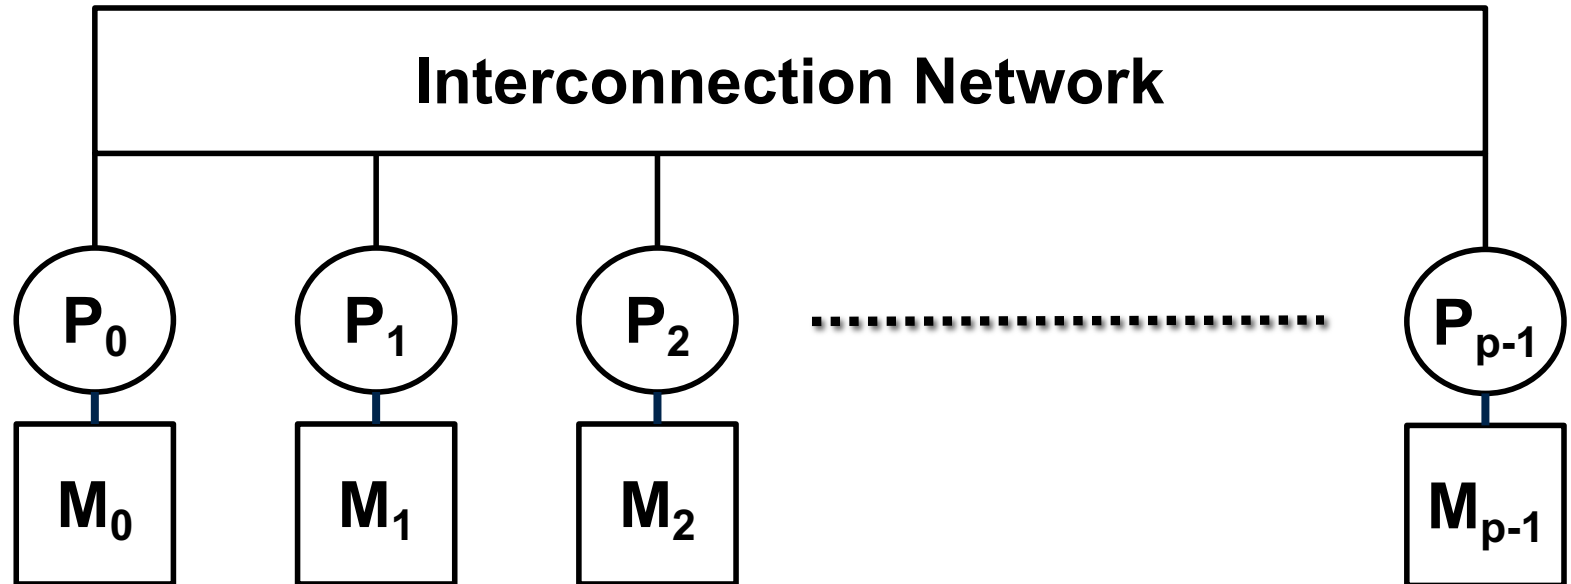 Interconnection Network
P₀ P₁ P₂ Pₚ₋₁
M₀ M₁ M₂ Mₚ₋₁